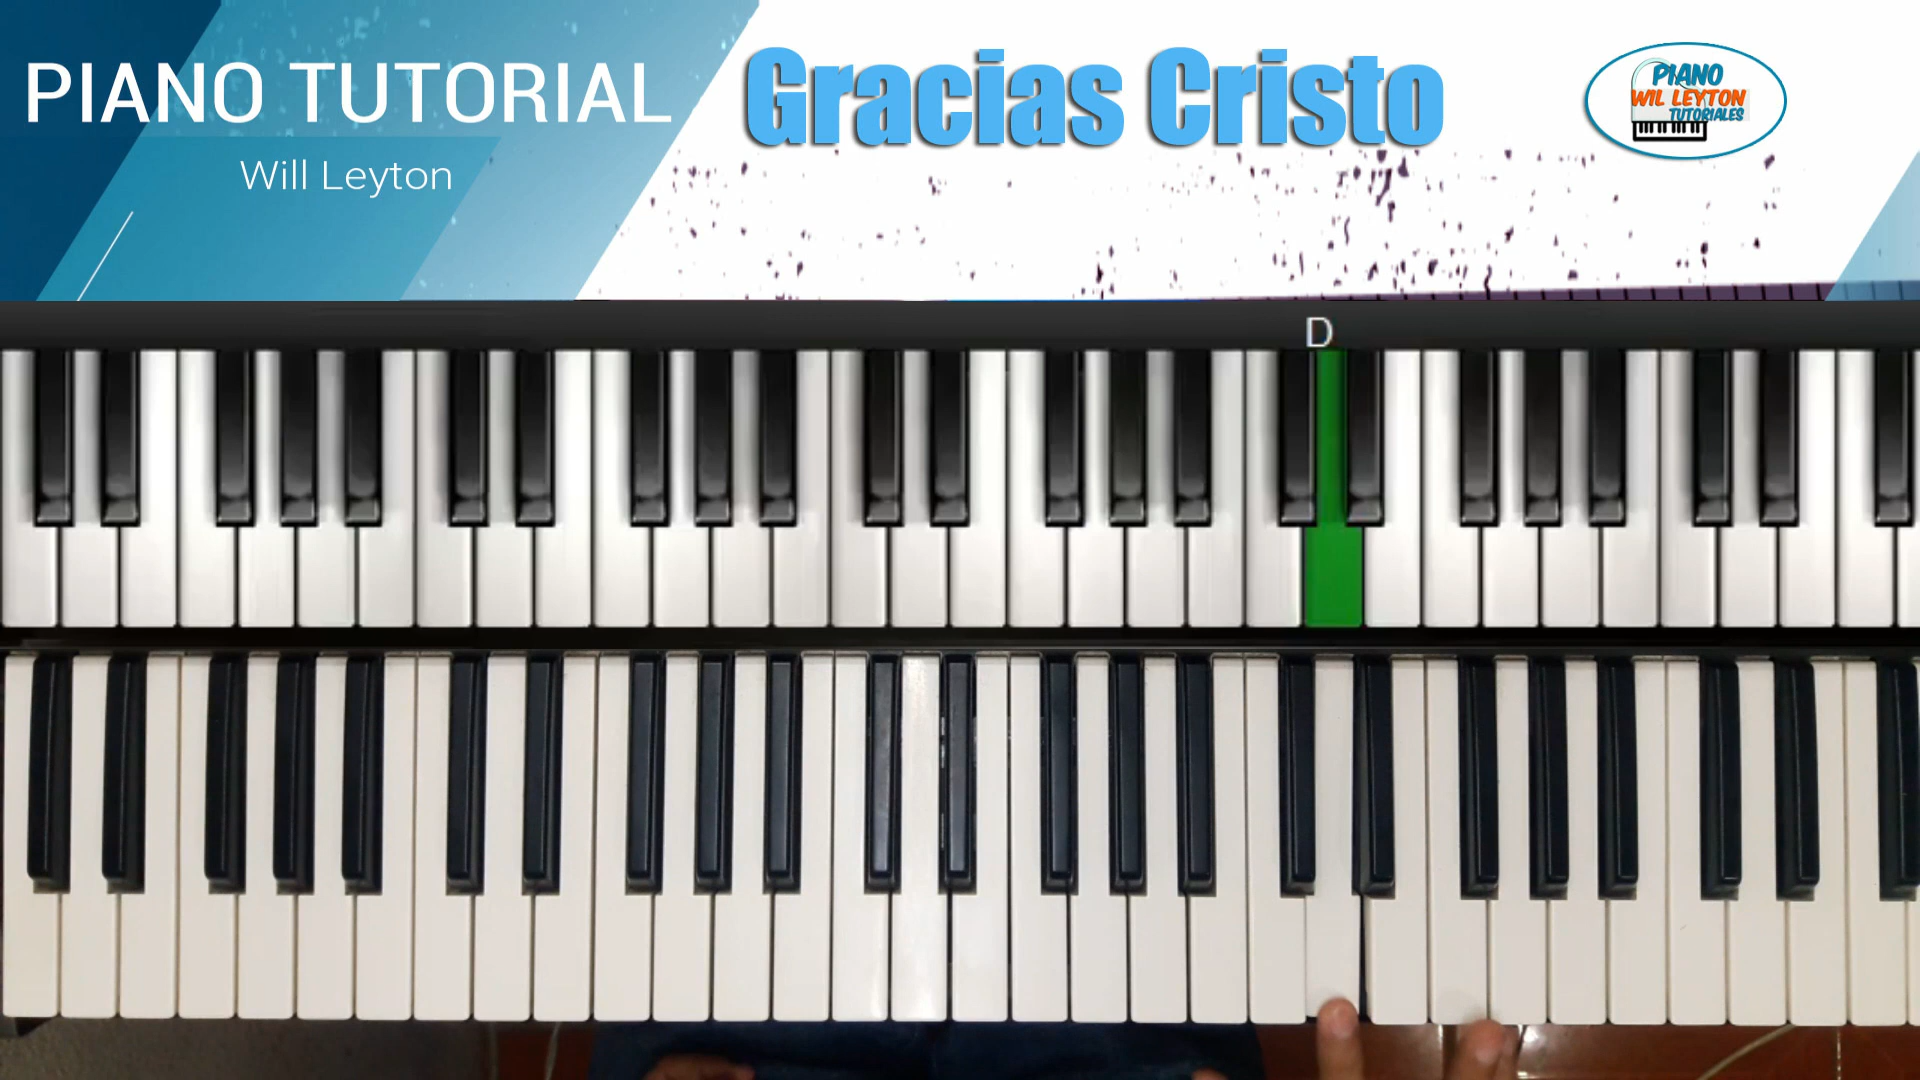 PIANO TUTORIAL
Will Leyton
Gracias Cristo
PIANO
WIL LEYTON
TUTORIALES
D